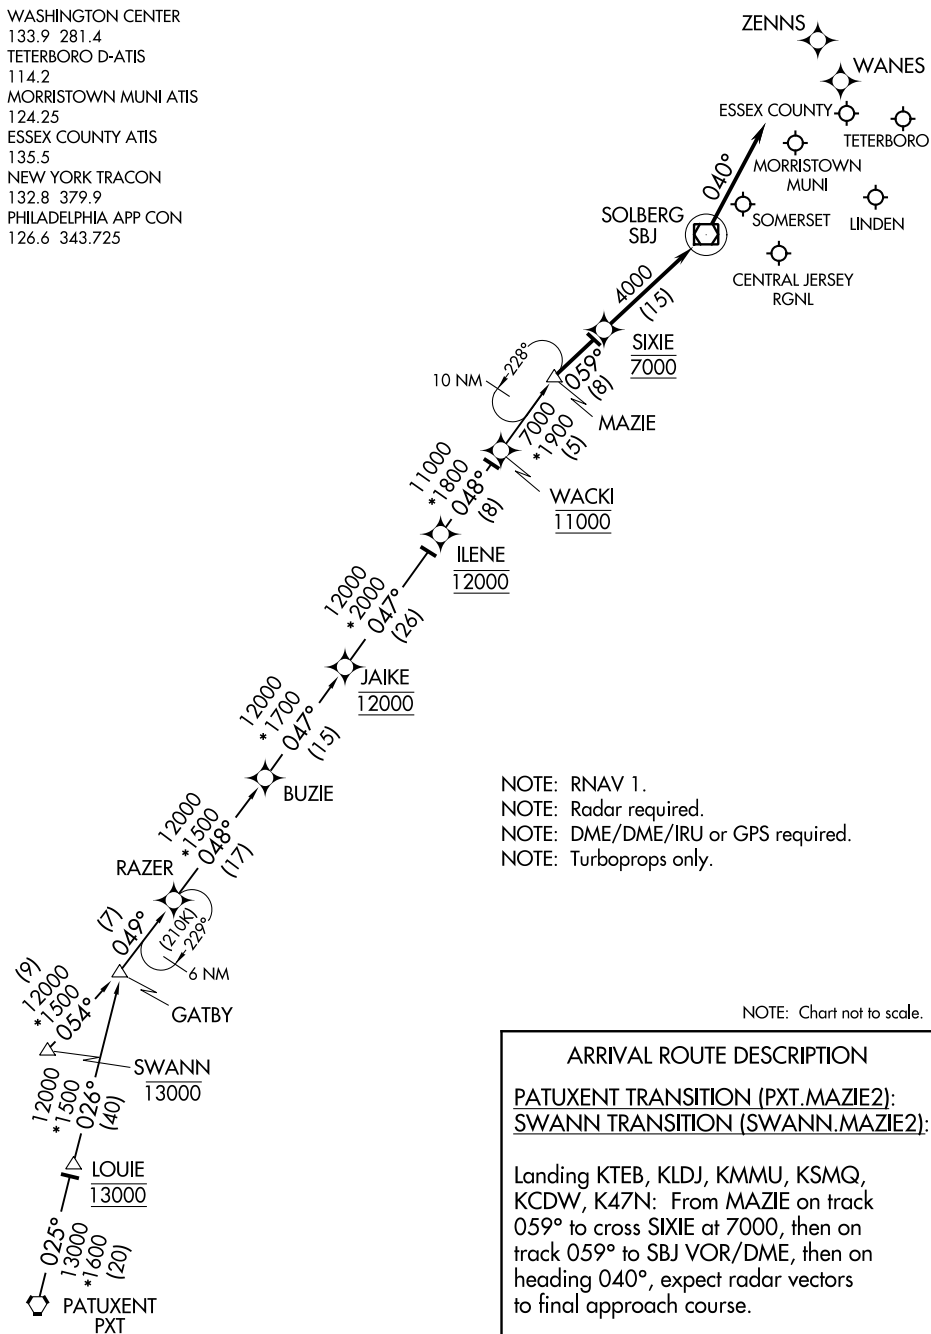 WASHINGTON CENTER
133.9 281.4
TETERBORO D-ATIS
114.2
MORRISTOWN MUNI ATIS
124.25
ESSEX COUNTY ATIS
135.5
NEW YORK TRACON
132.8 379.9
PHILADELPHIA APP CON
126.6 343.725
ZENNS
WANES
ESSEX COUNTY
TETERBORO
MORRISTOWN
MUNI
040°
SOLBERG
SBJ
SOMERSET
LINDEN
CENTRAL JERSEY
RGNL
4000
(15)
SIXIE
7000
228°
10 NM
059°
(8)
MAZIE
7000
*1900
(5)
WACKI
11000
11000
*1800
048°
(8)
ILENE
12000
12000
*2000
047°
(26)
JAIKE
12000
12000
*1700
047°
(15)
BUZIE
12000
*1500
048°
(17)
RAZER
(7)
049°
(210K)
229°
6 NM
GATBY
(9)
12000
*1500
054°
SWANN
13000
12000
*1500
026°
(40)
LOUIE
13000
025°
13000
*1600
(20)
PATUXENT
PXT
NOTE: RNAV 1.
NOTE: Radar required.
NOTE: DME/DME/IRU or GPS required.
NOTE: Turboprops only.
NOTE: Chart not to scale.
ARRIVAL ROUTE DESCRIPTION
PATUXENT TRANSITION (PXT.MAZIE2):
SWANN TRANSITION (SWANN.MAZIE2):
Landing KTEB, KLDJ, KMMU, KSMQ,
KCDW, K47N: From MAZIE on track
059° to cross SIXIE at 7000, then on
track 059° to SBJ VOR/DME, then on
heading 040°, expect radar vectors
to final approach course.